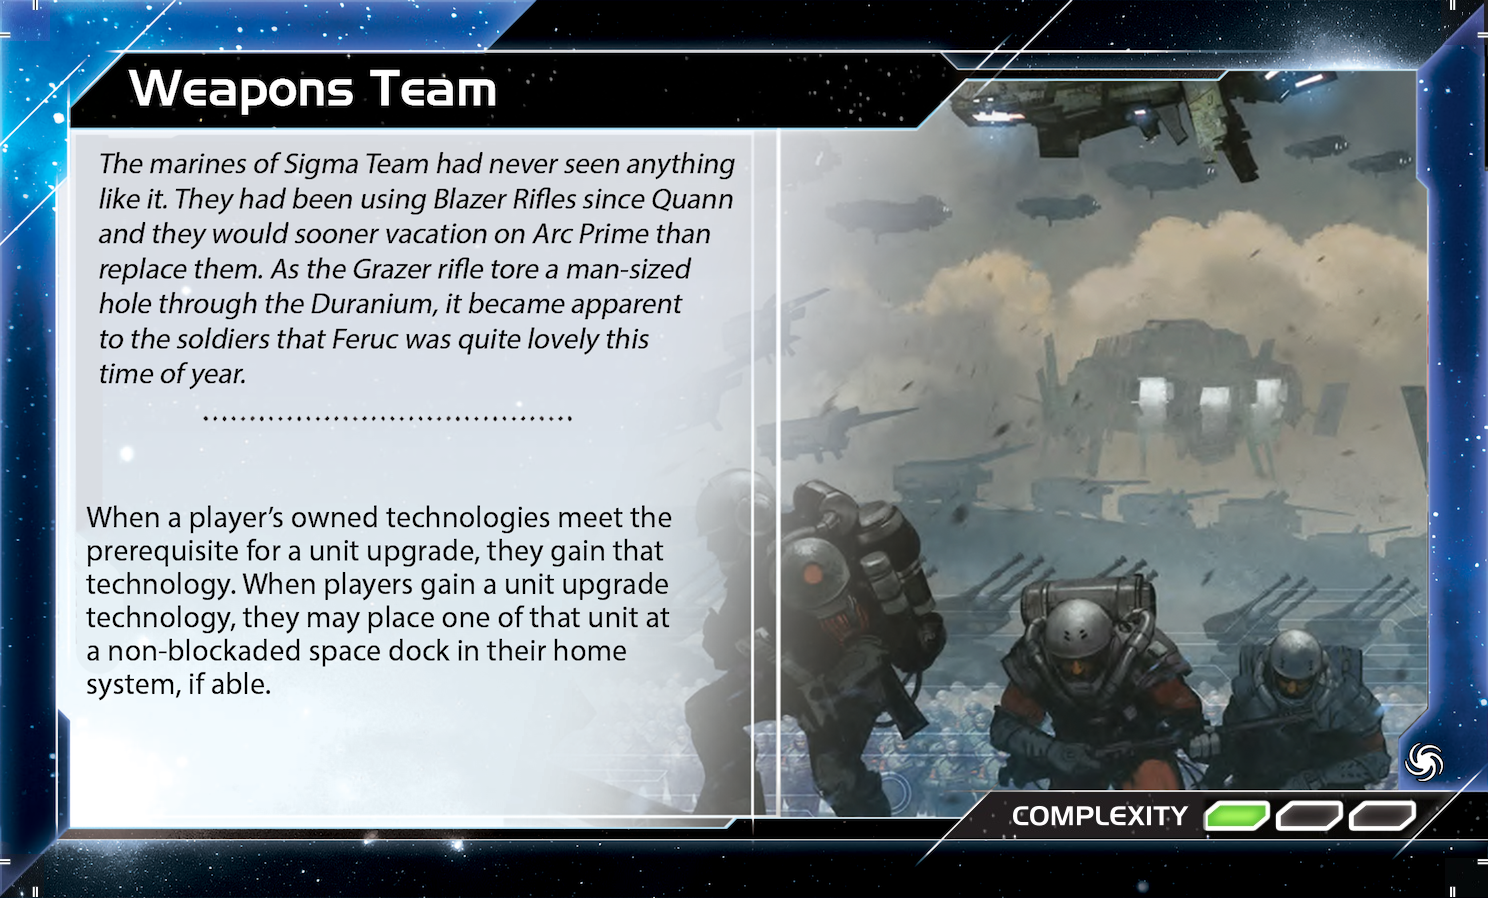 Weapons Team
The marines of Sigma Team had never seen anything
like it. They had been using Blazer Rifles since Quann
and they would sooner vacation on Arc Prime than
replace them. As the Grazer rifle tore a man-sized
hole through the Duranium, it became apparent
to the soldiers that Feruc was quite lovely this
time of year.
When a player’s owned technologies meet the
prerequisite for a unit upgrade, they gain that
technology. When players gain a unit upgrade
technology, they may place one of that unit at
a non-blockaded space dock in their home
system, if able.
COMPLEXITY